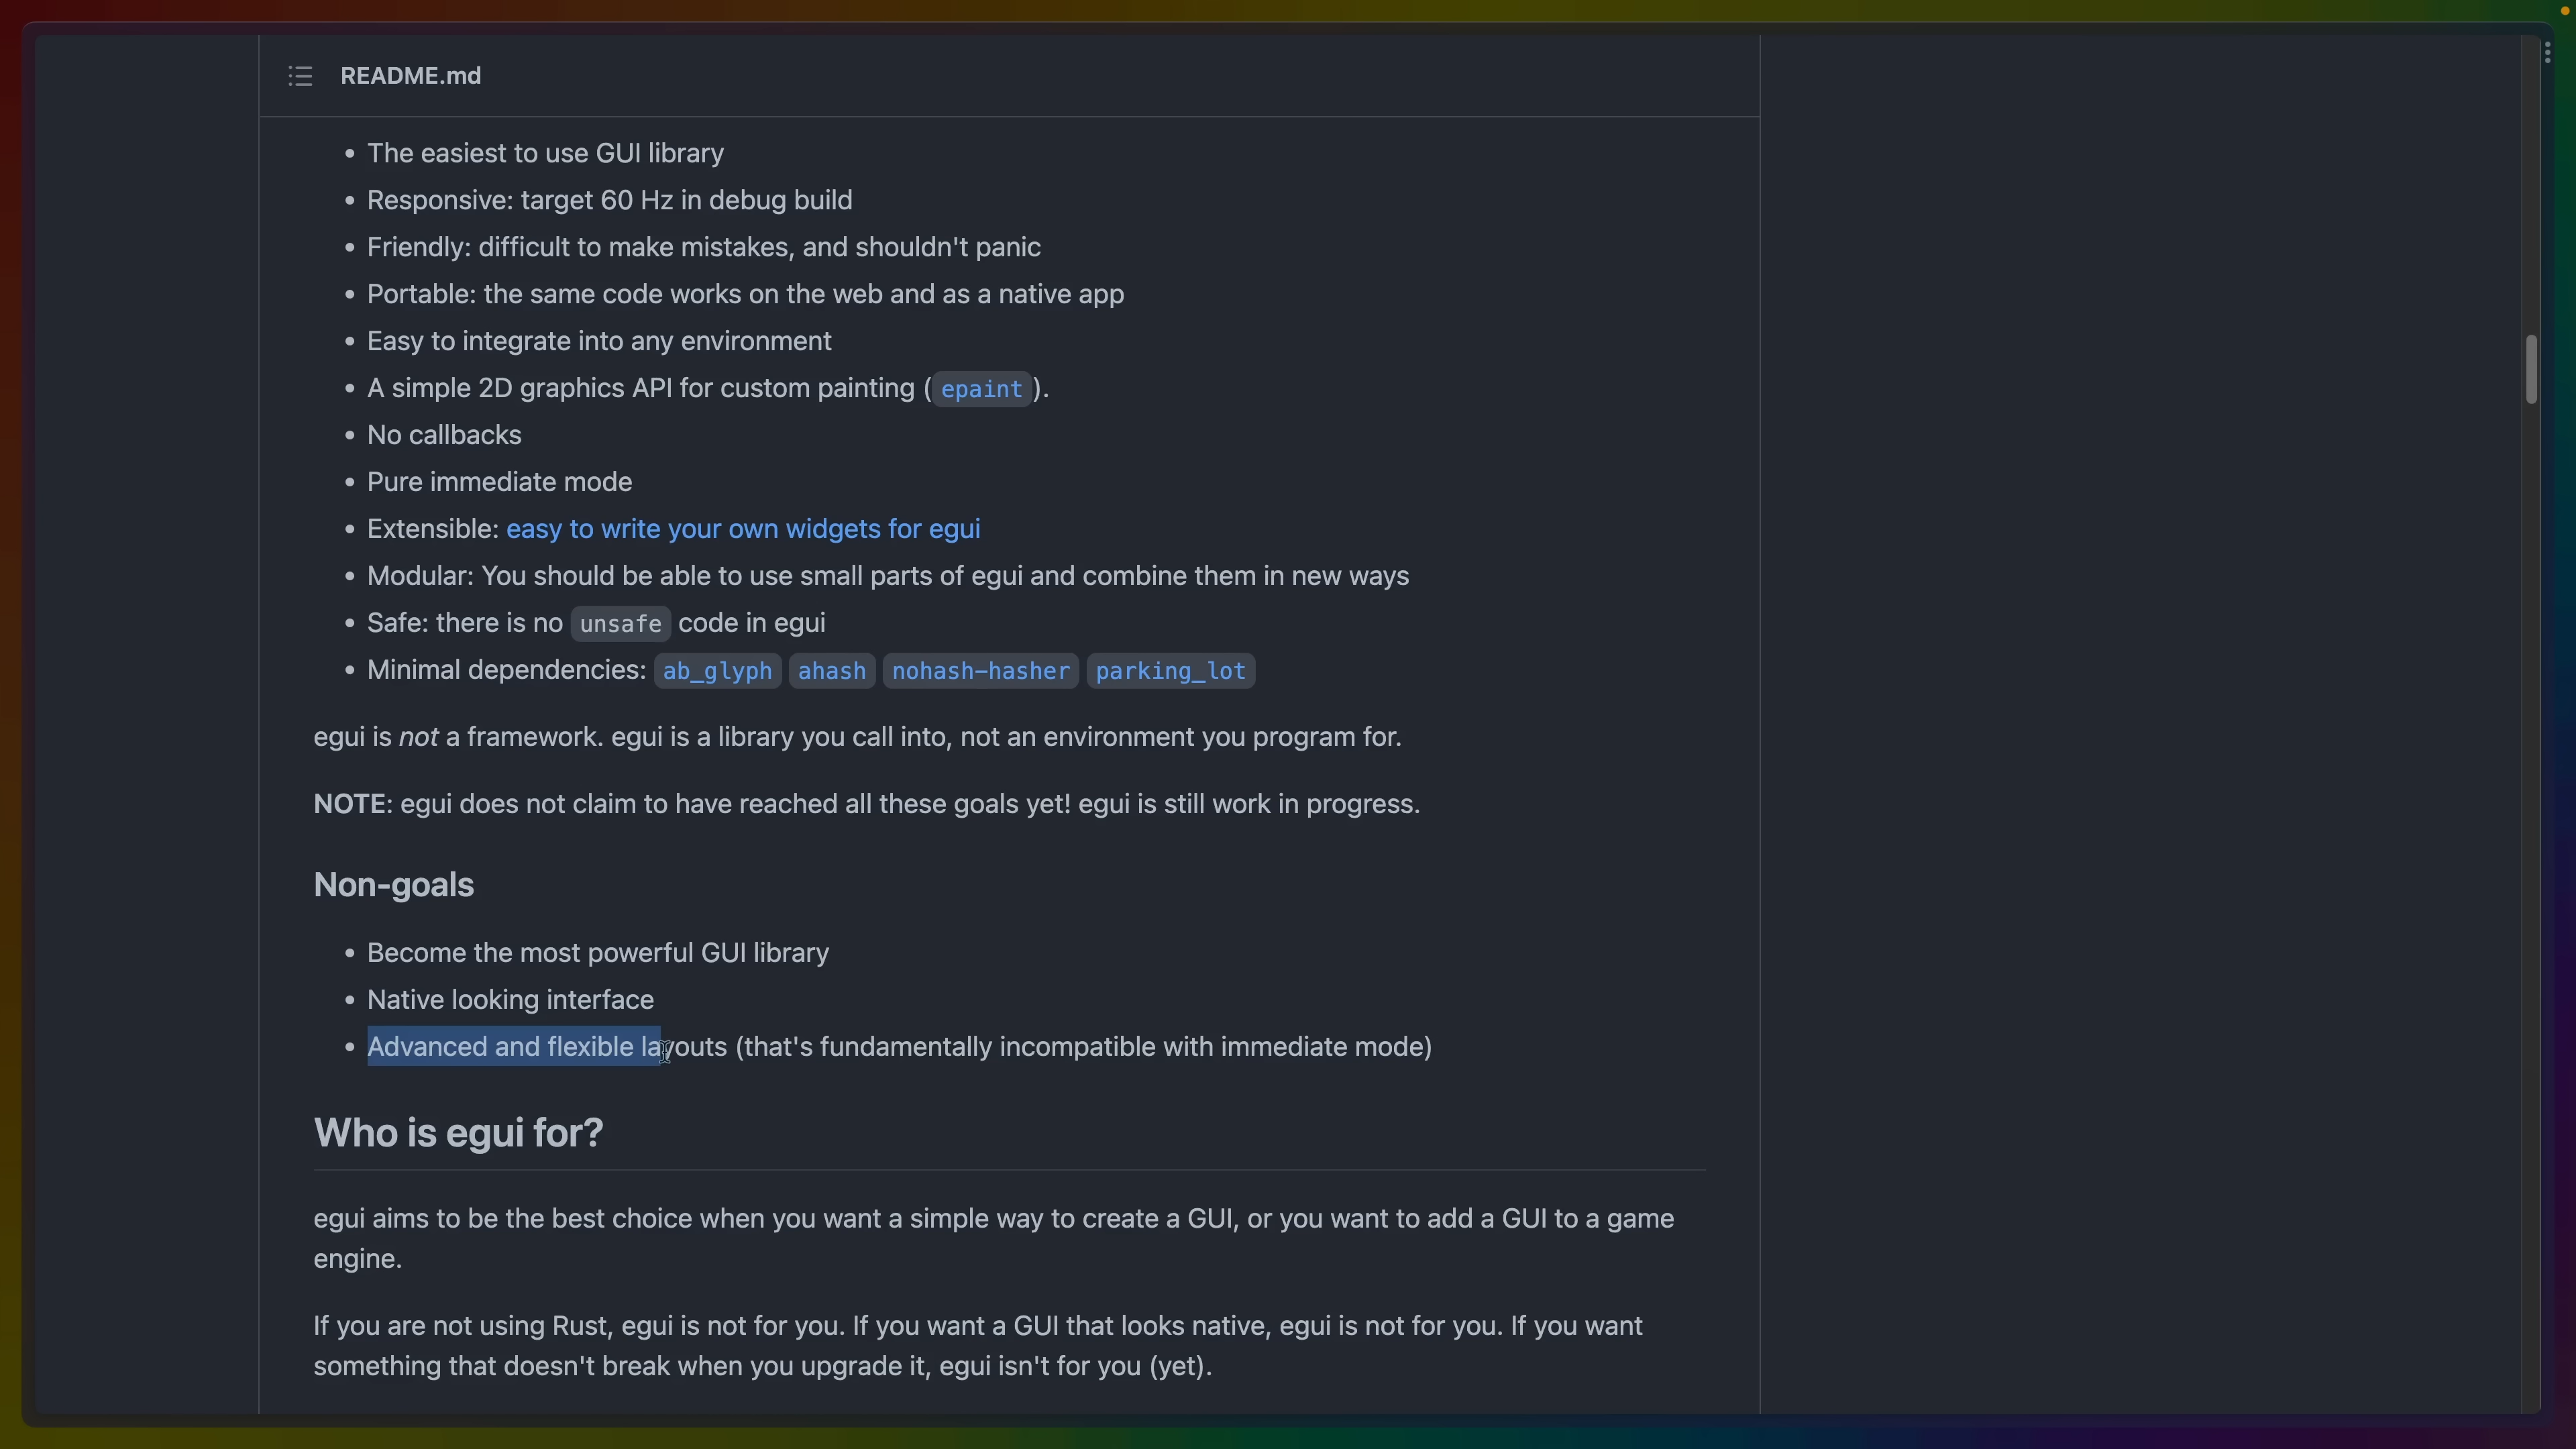 README.md
• The easiest to use GUI library
• Responsive: target 60 Hz in debug build
• Friendly: difficult to make mistakes, and shouldn't panic
• Portable: the same code works on the web and as a native app
• Easy to integrate into any environment
• A simple 2D graphics API for custom painting (epaint).
• No callbacks
• Pure immediate mode
• Extensible: easy to write your own widgets for egui
• Modular: You should be able to use small parts of egui and combine them in new ways
• Safe: there is no unsafe code in egui
• Minimal dependencies: ab_glyph ahash nohash-hasher parking_lot
egui is not a framework. egui is a library you call into, not an environment you program for.
NOTE: egui does not claim to have reached all these goals yet! egui is still work in progress.
Non-goals
• Become the most powerful GUI library
• Native looking interface
• Advanced and flexible layouts (that's fundamentally incompatible with immediate mode)
Who is egui for?
egui aims to be the best choice when you want a simple way to create a GUI, or you want to add a GUI to a game
engine.
If you are not using Rust, egui is not for you. If you want a GUI that looks native, egui is not for you. If you want
something that doesn't break when you upgrade it, egui isn't for you (yet).